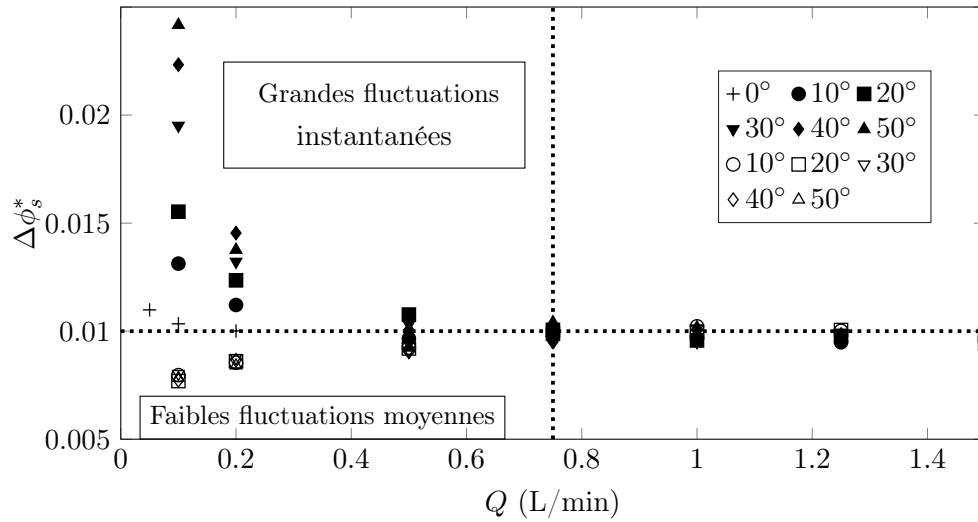 0.02
0.015
0.01
0.005
Δϕ*s
Grandes fluctuations
instantanées
Faibles fluctuations moyennes
0° 10° 20°
30° 40° 50°
10° 20° 30°
40° 50°
0 0.2 0.4 0.6 0.8 1 1.2 1.4
Q (L/min)